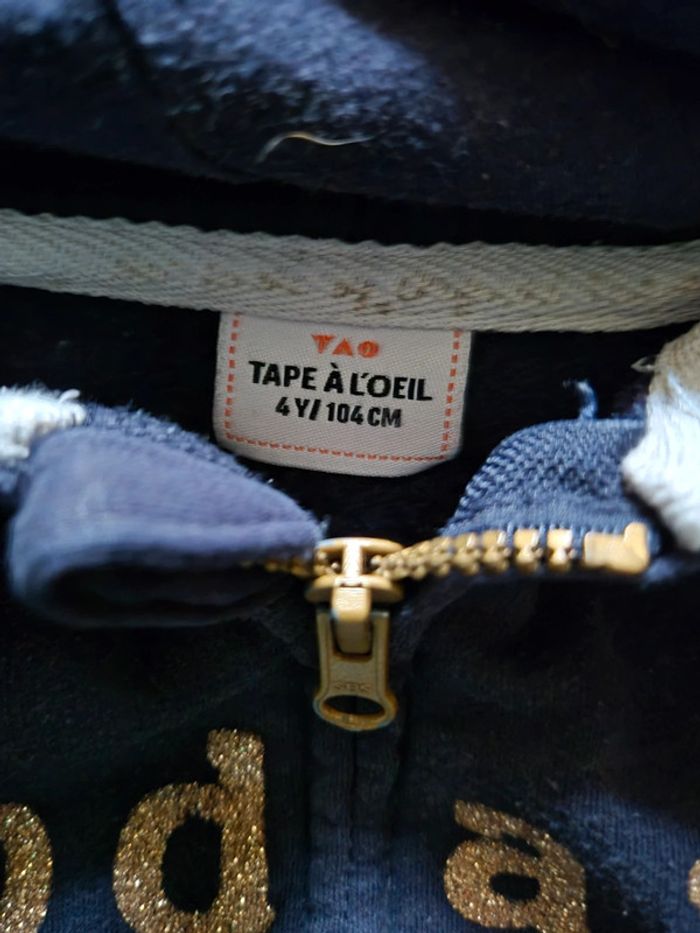 TAO
TAPE À L'OEIL
4 Y/ 104 CM
d a